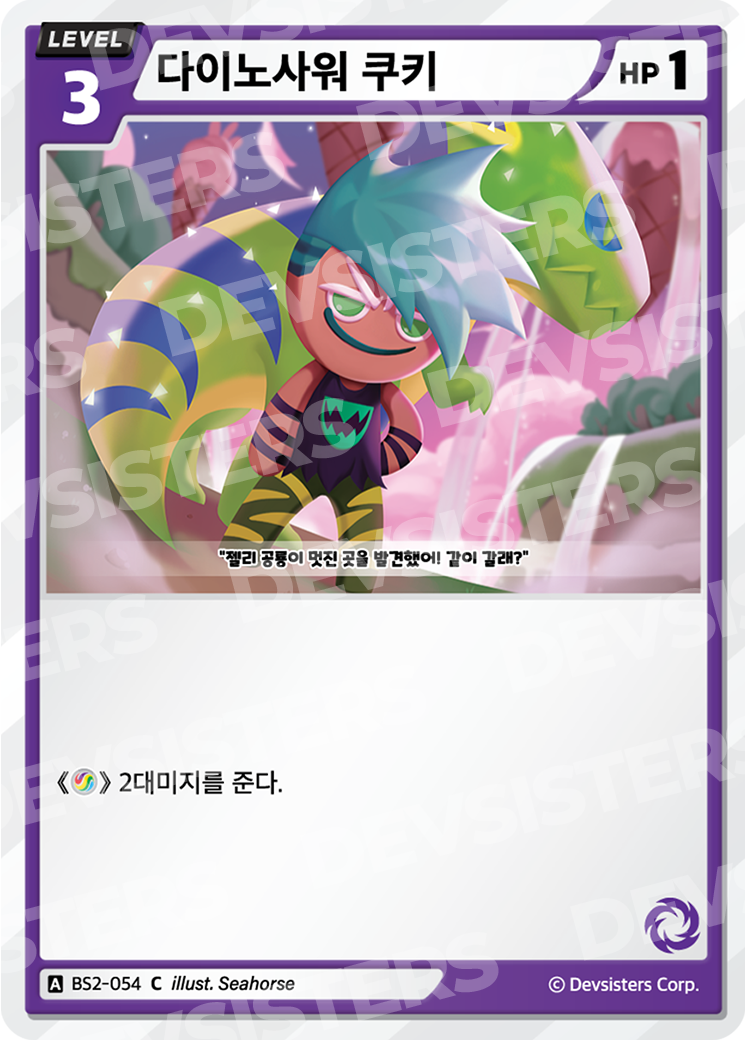 LEVEL
3
다이노사워 쿠키
HP 1
"젤리 공룡이 멋진 곳을 발견했어! 같이 갈래?"
《 》 2대미지를 준다.
A BS2-054 C illust. Seahorse
© Devsisters Corp.
DEVSISTERS